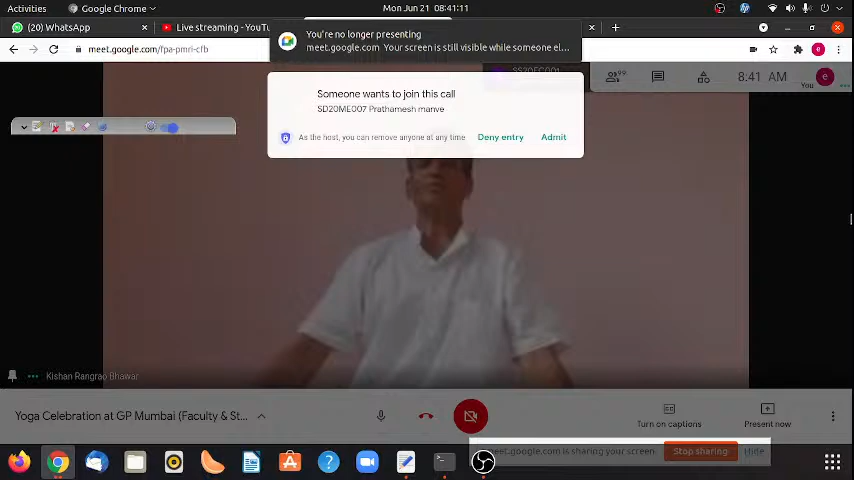 Activities
Google Chrome
Mon Jun 21 08:41:11
(20) WhatsApp
Live streaming - YouTu
You're no longer presenting
meet.google.com Your screen is still visible while someone el...
meet.google.com/fpa-pmri-cfb
Someone wants to join this call
SD20ME007 Prathamesh manve
As the host, you can remove anyone at any time
Deny entry
Admit
99
8:41 AM
e
You
Kishan Rangrao Bhawar
Yoga Celebration at GP Mumbai (Faculty & St...
Turn on captions
Present now
meet.google.com is sharing your screen
Stop sharing
Hide